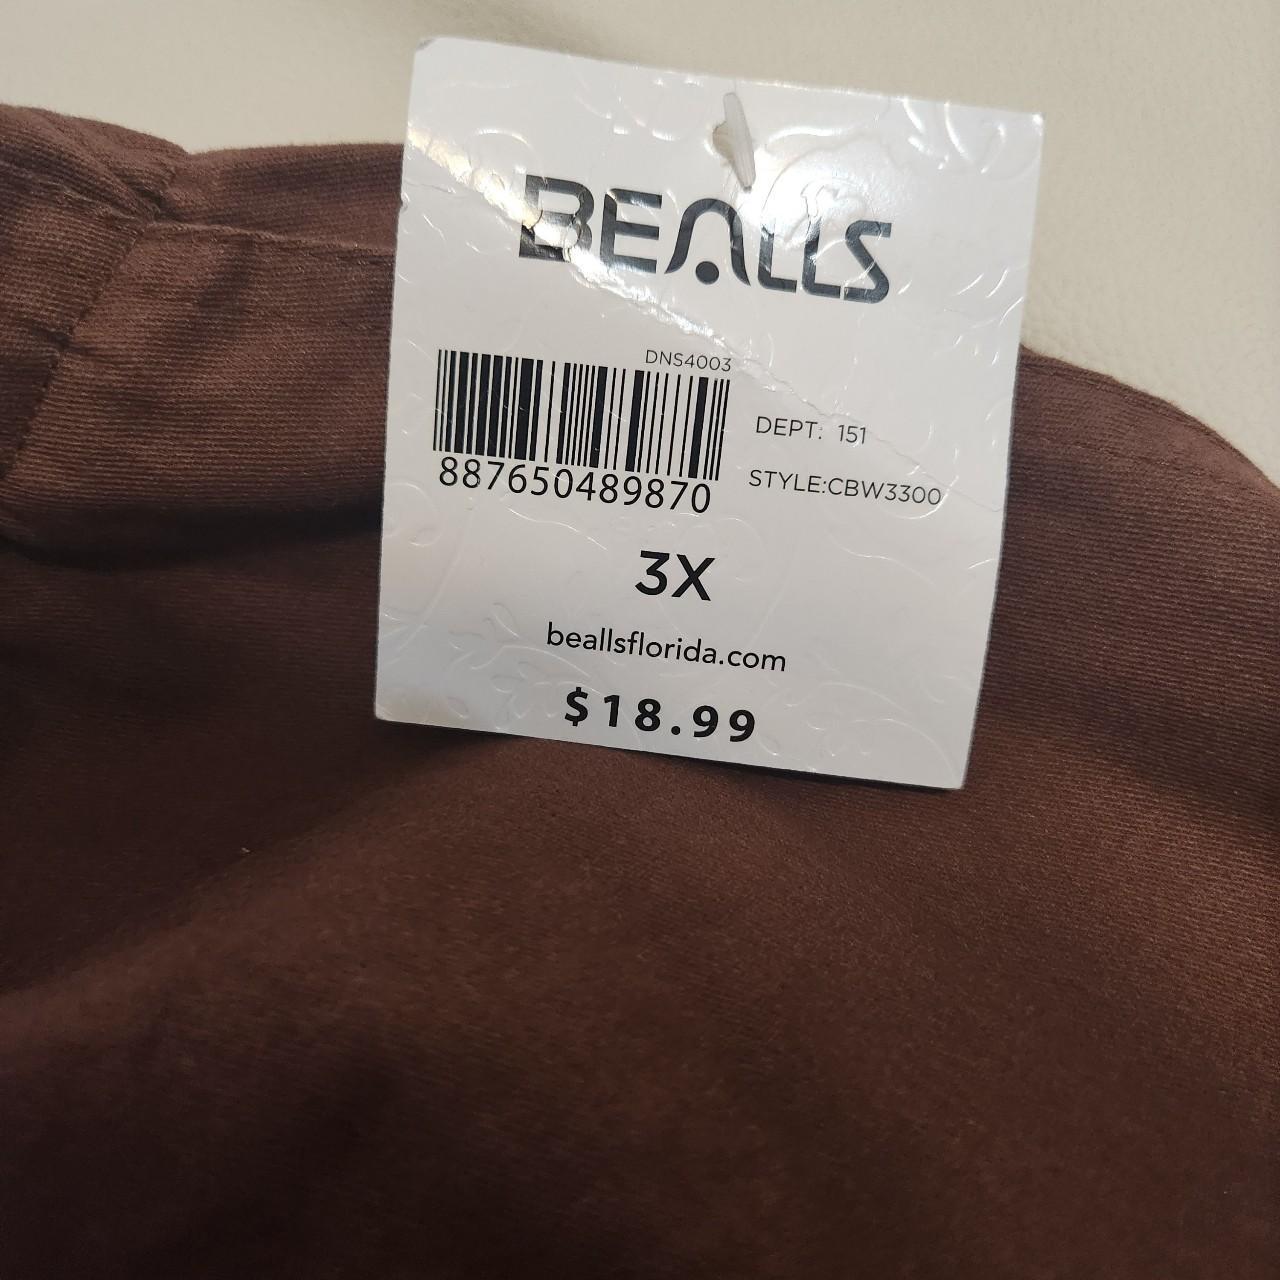 BEALLS
DNS4003
887650489870
DEPT: 151
STYLE:CBW3300
3X
beallsflorida.com
$18.99